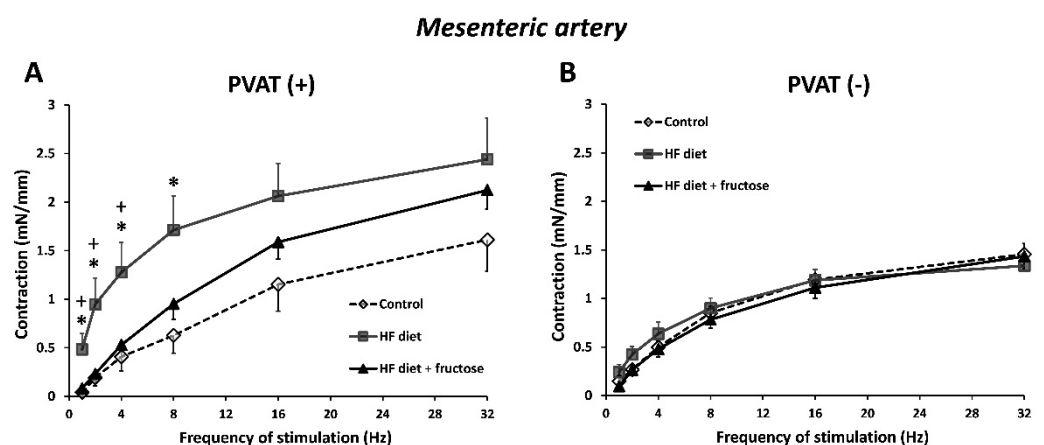 Mesenteric artery
A
PVAT (+)
Contraction (mN/mm)
3
2.5
2
1.5
1
0.5
0
+
*
+
*
+
*
*
Control
HF diet
HF diet + fructose
0 4 8 12 16 20 24 28 32
Frequency of stimulation (Hz)
B
PVAT (-)
Contraction (mN/mm)
3
2.5
2
1.5
1
0.5
0
Control
HF diet
HF diet + fructose
0 4 8 12 16 20 24 28 32
Frequency of stimulation (Hz)